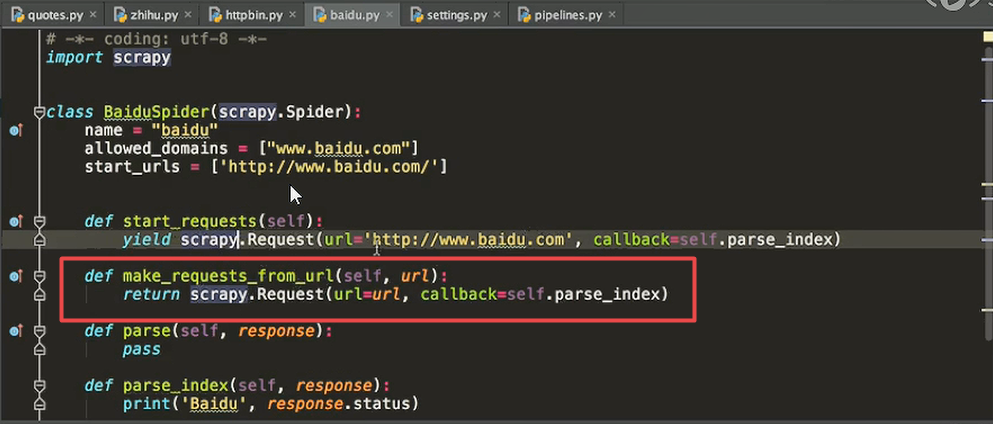 quotes.py × zhihu.py × httpbin.py × baidu.py × settings.py × pipelines.py ×
# -*- coding: utf-8 -*-
import scrapy
class BaiduSpider(scrapy.Spider):
name = "baidu"
allowed_domains = ["www.baidu.com"]
start_urls = ['http://www.baidu.com/']
def start_requests(self):
yield scrapy.Request(url='http://www.baidu.com', callback=self.parse_index)
def make_requests_from_url(self, url):
return scrapy.Request(url=url, callback=self.parse_index)
def parse(self, response):
pass
def parse_index(self, response):
print('Baidu', response.status)